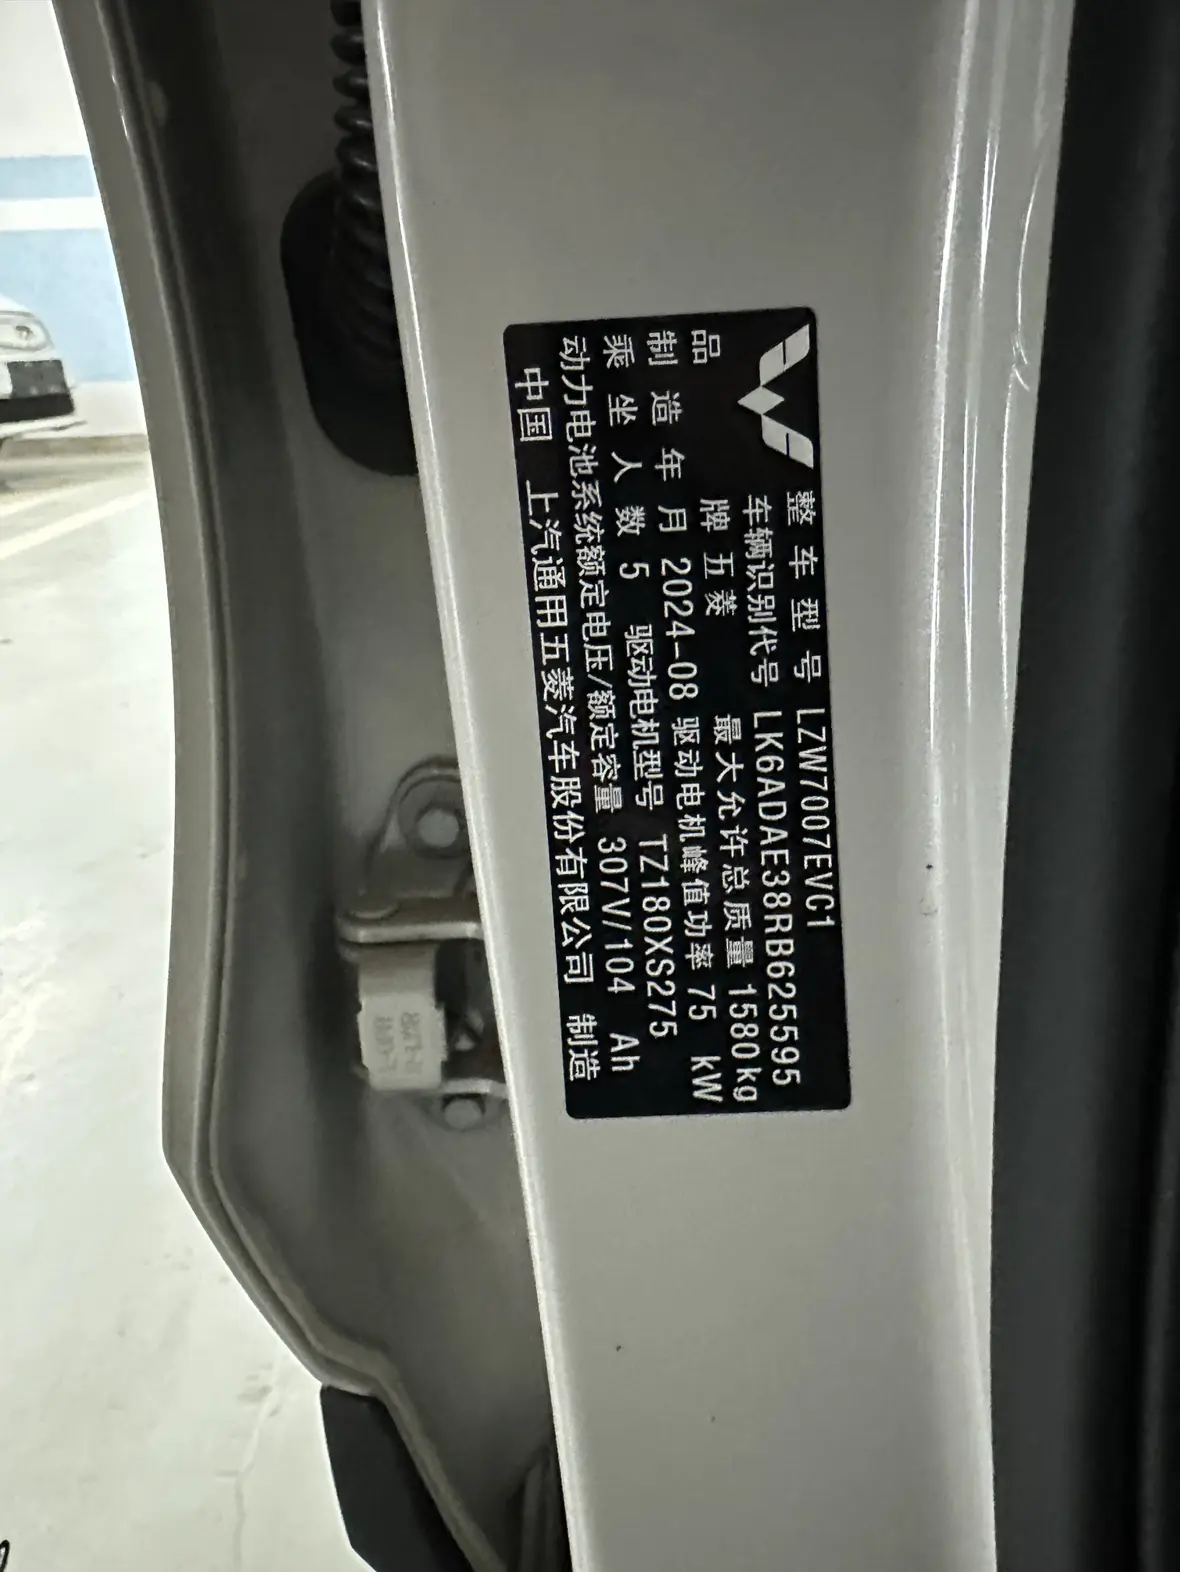 整车型号 LZW7007EVC1
车辆识别代号 LK6ADAE38RB625595
品牌 五菱 最大允许总质量 1580kg
制造年月 2024-08 驱动电机峰值功率 75 kW
乘坐人数 5 驱动电机型号 TZ180XS275
动力电池系统额定电压/额定容量 307V/104 Ah
中国 上汽通用五菱汽车股份有限公司 制造